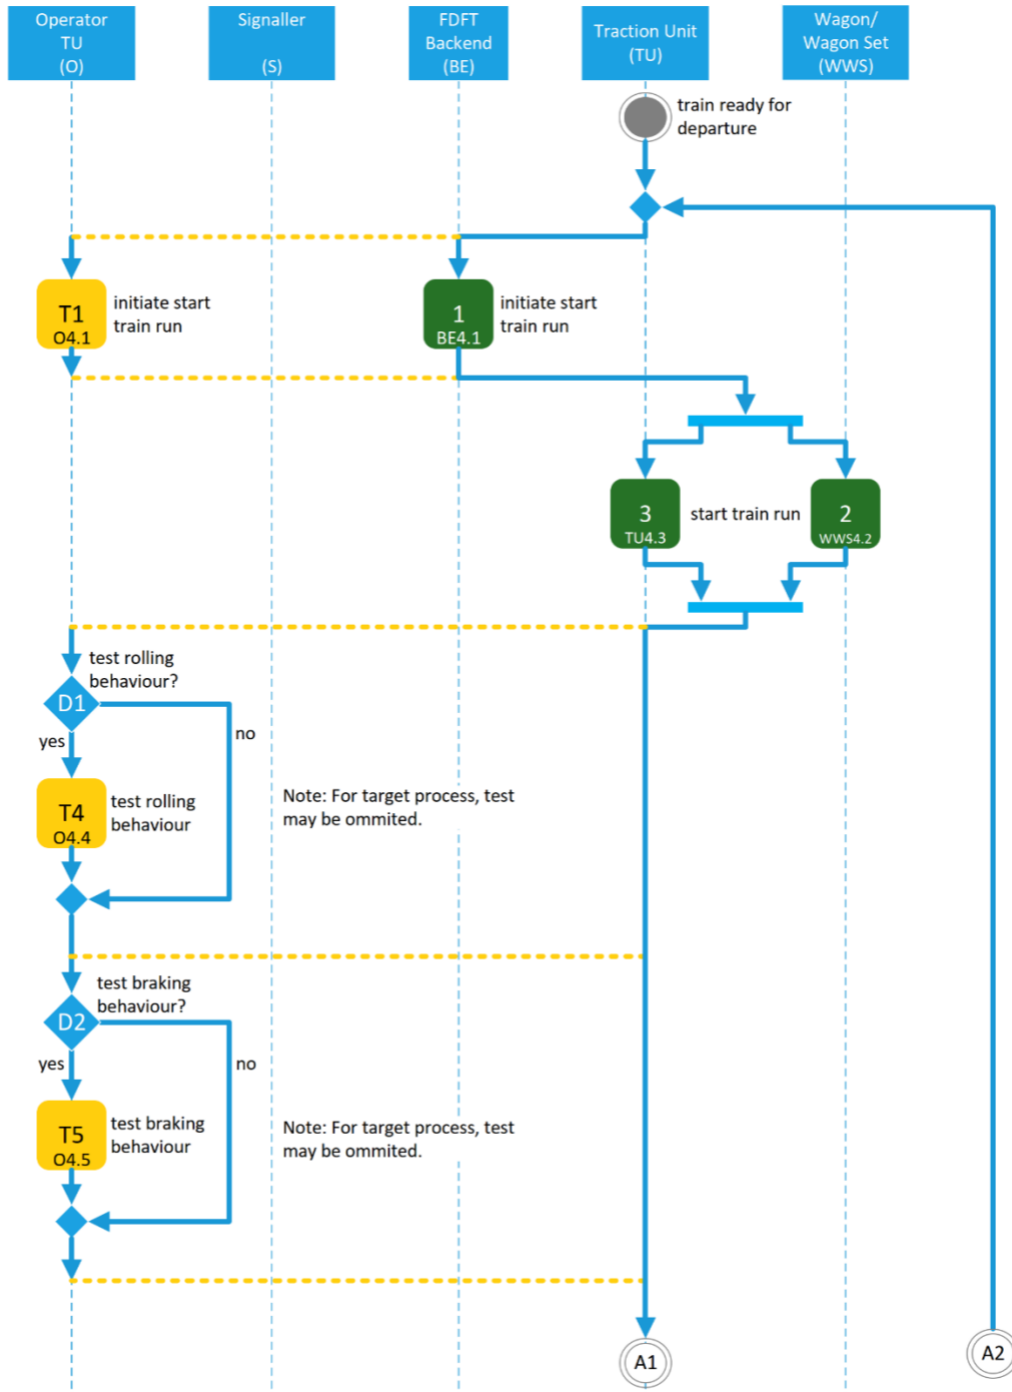 Operator
TU
(O)
Signaller
(S)
FDFT
Backend
(BE)
Traction Unit
(TU)
Wagon/
Wagon Set
(WWS)
train ready for
departure
T1
O4.1
initiate start
train run
1
BE4.1
initiate start
train run
3
TU4.3
start train run
2
WWS4.2
test rolling
behaviour?
D1
yes
no
T4
O4.4
test rolling
behaviour
Note: For target process, test
may be ommited.
test braking
behaviour?
D2
yes
no
T5
O4.5
test braking
behaviour
Note: For target process, test
may be ommited.
A1
A2